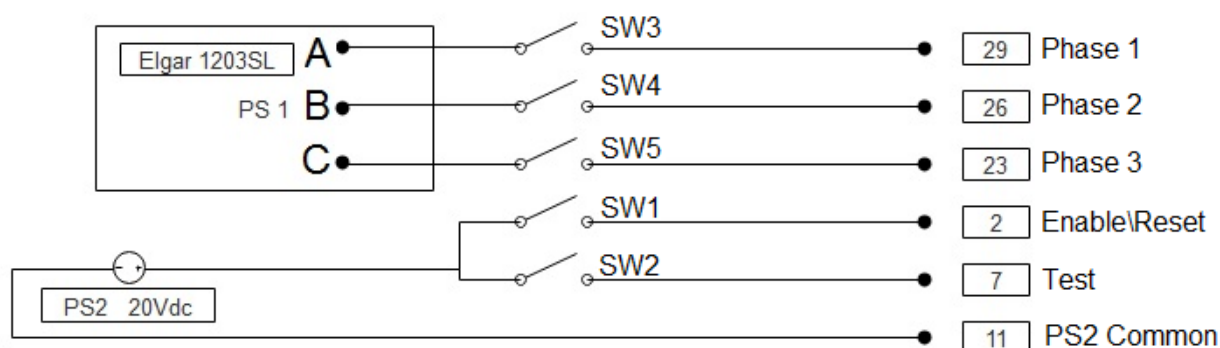 Elgar 1203SL A SW3 29 Phase 1
PS 1 B SW4 26 Phase 2
C SW5 23 Phase 3
SW1 2 Enable\Reset
SW2 7 Test
PS2 20Vdc
11 PS2 Common